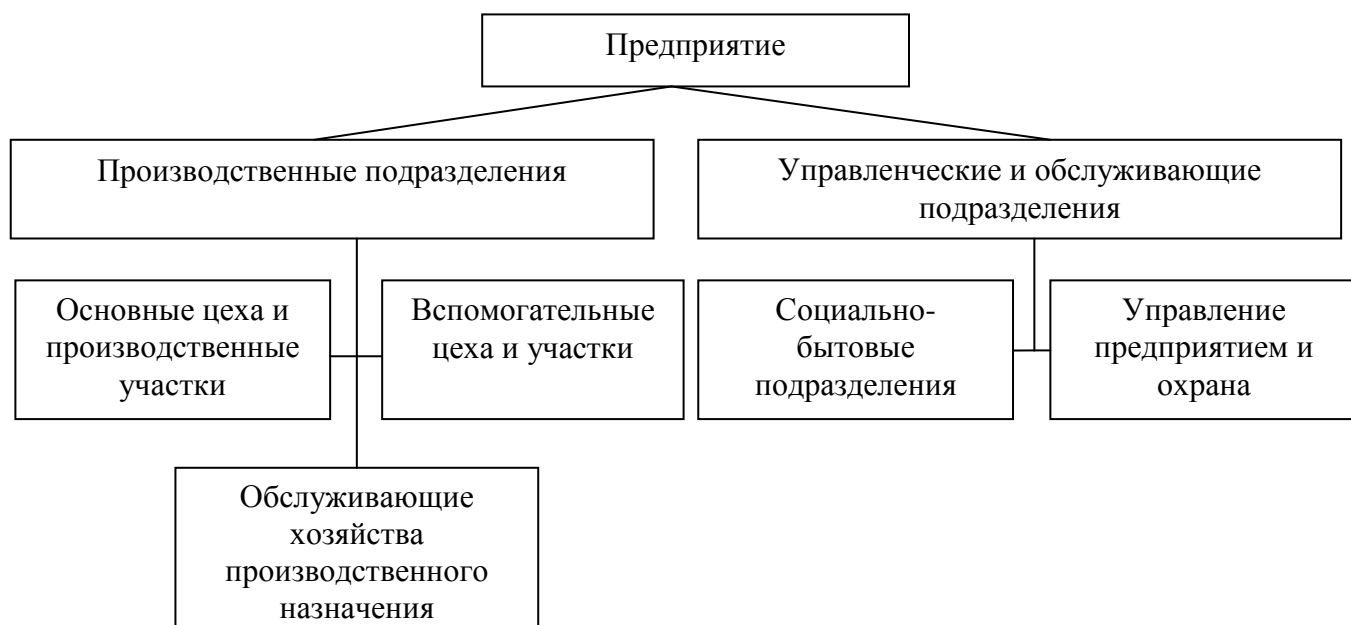 Предприятие
Производственные подразделения
Управленческие и обслуживающие
подразделения
Основные цеха и
производственные
участки
Вспомогательные
цеха и участки
Социально-
бытовые
подразделения
Управление
предприятием и
охрана
Обслуживающие
хозяйства
производственного
назначения